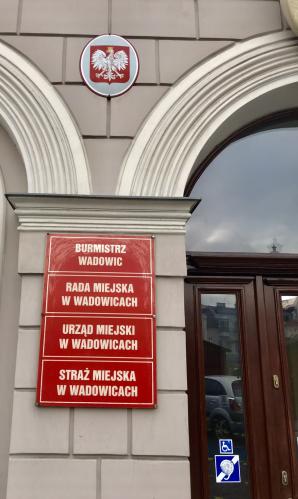 BURMISTRZ
WADOWIC
RADA MIEJSKA
W WADOWICACH
URZĄD MIEJSKI
W WADOWICACH
STRAŻ MIEJSKA
W WADOWICACH